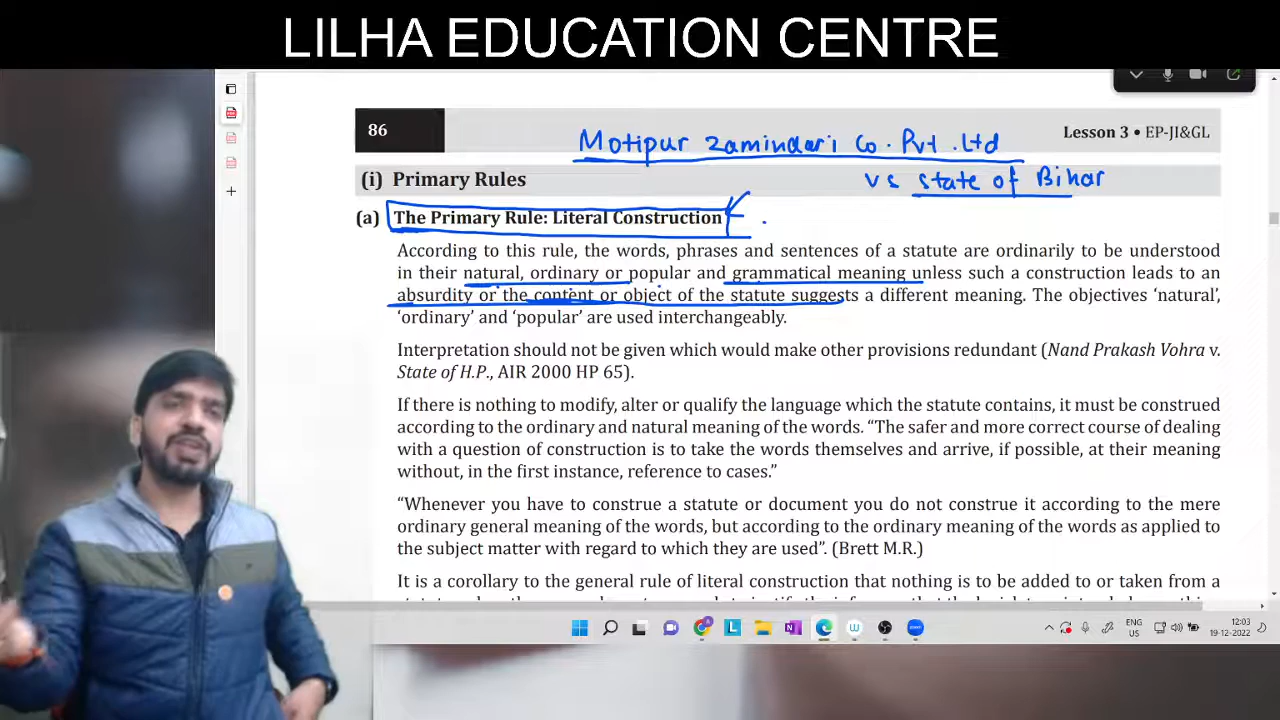 LILHA EDUCATION CENTRE
86
Motipur Zamindari Co. Pvt. Ltd
Lesson 3 • EP-JI&GL
(i) Primary Rules
vs state of Bihar
(a) The Primary Rule: Literal Construction
According to this rule, the words, phrases and sentences of a statute are ordinarily to be understood
in their natural, ordinary or popular and grammatical meaning unless such a construction leads to an
absurdity or the content or object of the statute suggests a different meaning. The objectives ‘natural’,
‘ordinary’ and ‘popular’ are used interchangeably.
Interpretation should not be given which would make other provisions redundant (Nand Prakash Vohra v.
State of H.P., AIR 2000 HP 65).
If there is nothing to modify, alter or qualify the language which the statute contains, it must be construed
according to the ordinary and natural meaning of the words. “The safer and more correct course of dealing
with a question of construction is to take the words themselves and arrive, if possible, at their meaning
without, in the first instance, reference to cases.”
“Whenever you have to construe a statute or document you do not construe it according to the mere
ordinary general meaning of the words, but according to the ordinary meaning of the words as applied to
the subject matter with regard to which they are used”. (Brett M.R.)
It is a corollary to the general rule of literal construction that nothing is to be added to or taken from a
ENG
US
12:03
19-12-2022